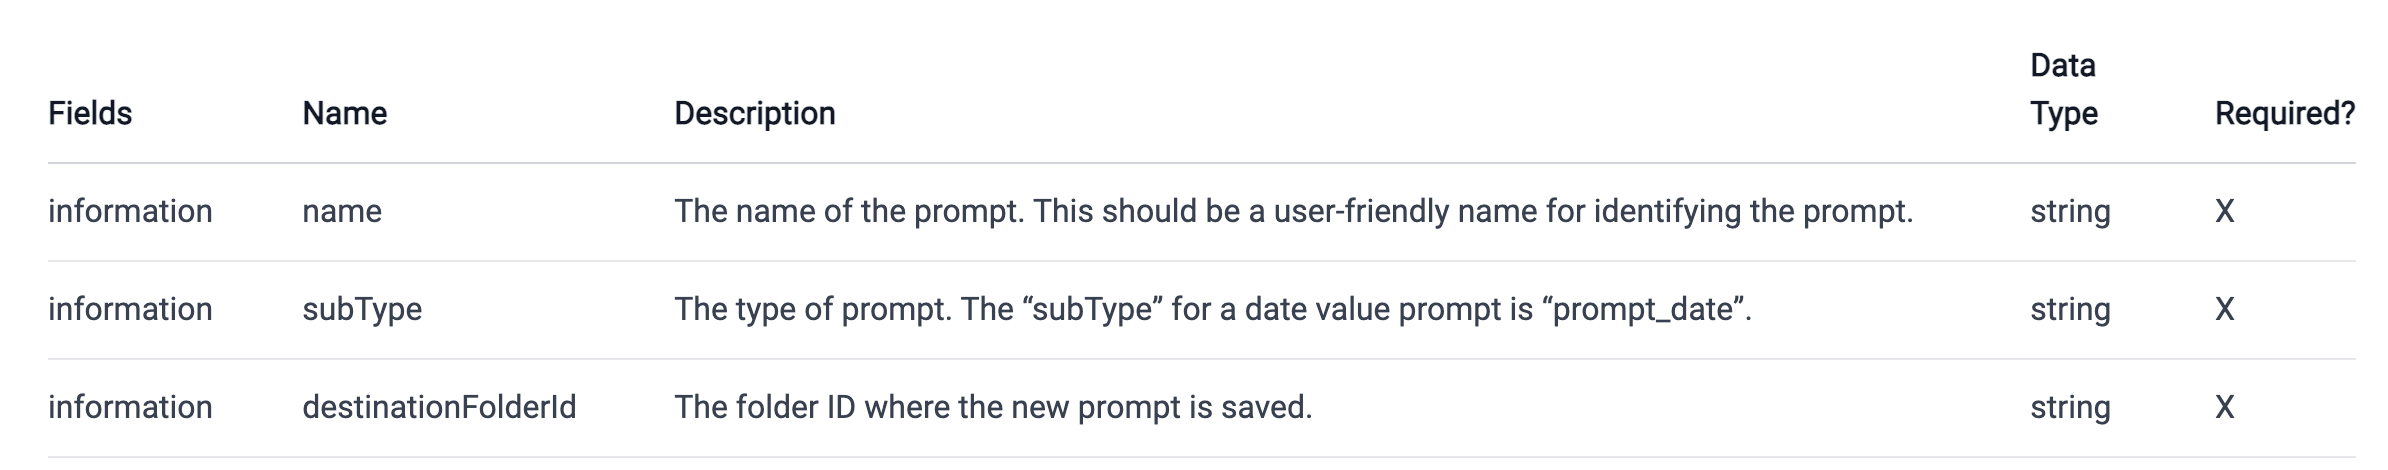 Fields Name Description Data Type Required?
information name The name of the prompt. This should be a user-friendly name for identifying the prompt. string X
information subType The type of prompt. The “subType” for a date value prompt is “prompt_date”. string X
information destinationFolderId The folder ID where the new prompt is saved. string X